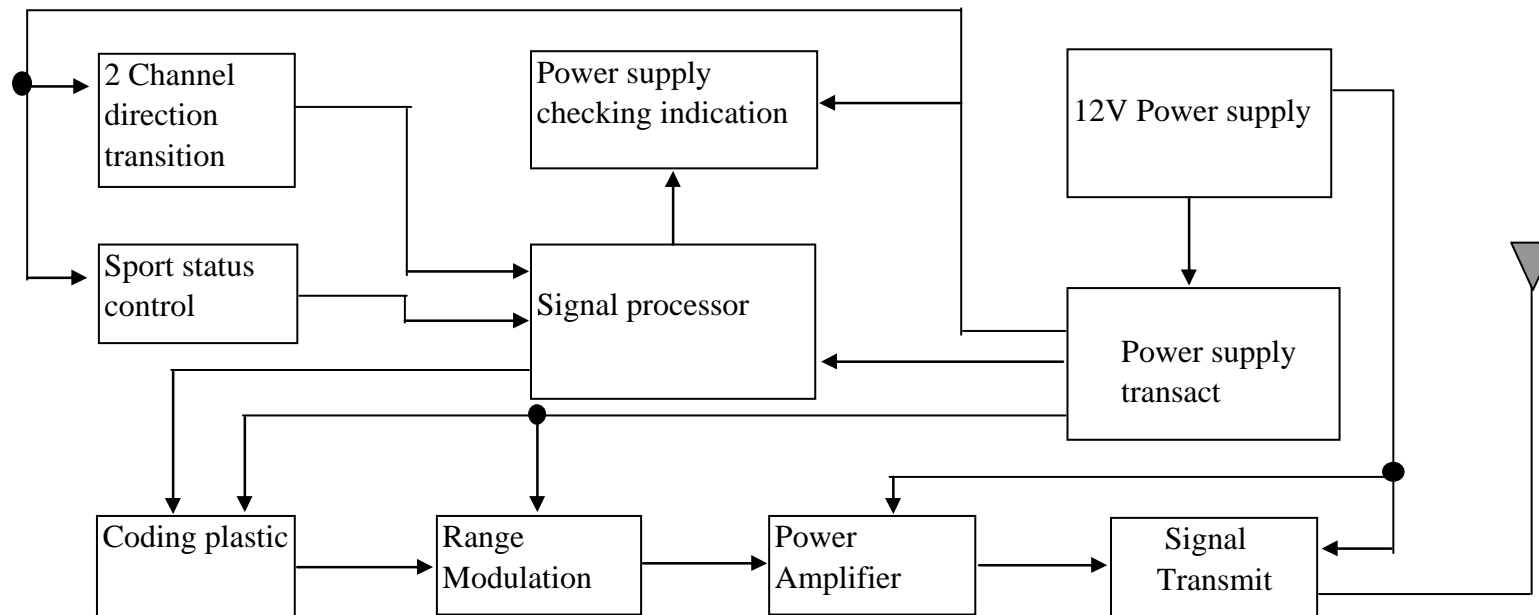 2 Channel
direction
transition
Power supply
checking indication
12V Power supply
Sport status
control
Signal processor
Power supply
transact
Coding plastic
Range
Modulation
Power
Amplifier
Signal
Transmit